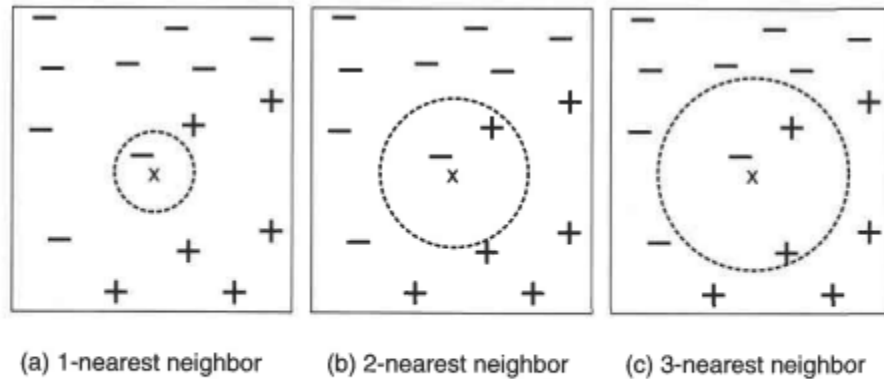 x
x
x
(a) 1-nearest neighbor
(b) 2-nearest neighbor
(c) 3-nearest neighbor